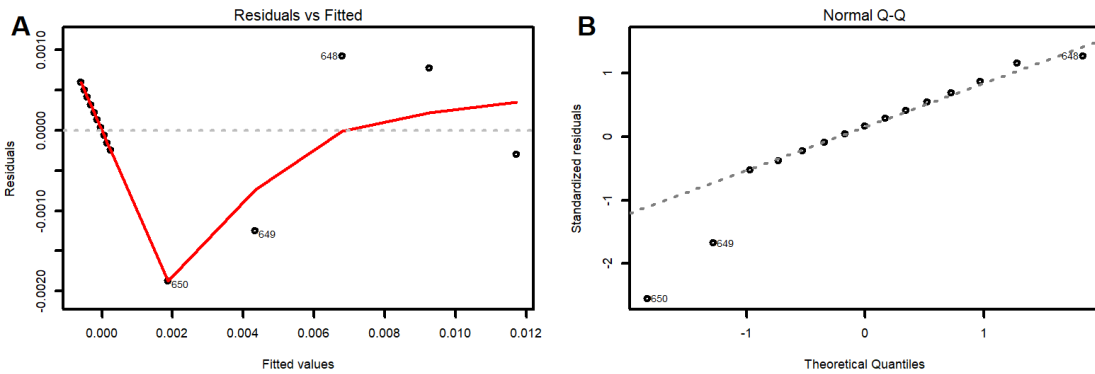 A
Residuals vs Fitted
Residuals
0.0010
0.0000
-0.0010
-0.0020
648
649
650
0.000 0.002 0.004 0.006 0.008 0.010 0.012
Fitted values
B
Normal Q-Q
Standardized residuals
1
0
-1
-2
648
649
650
-1 0 1
Theoretical Quantiles